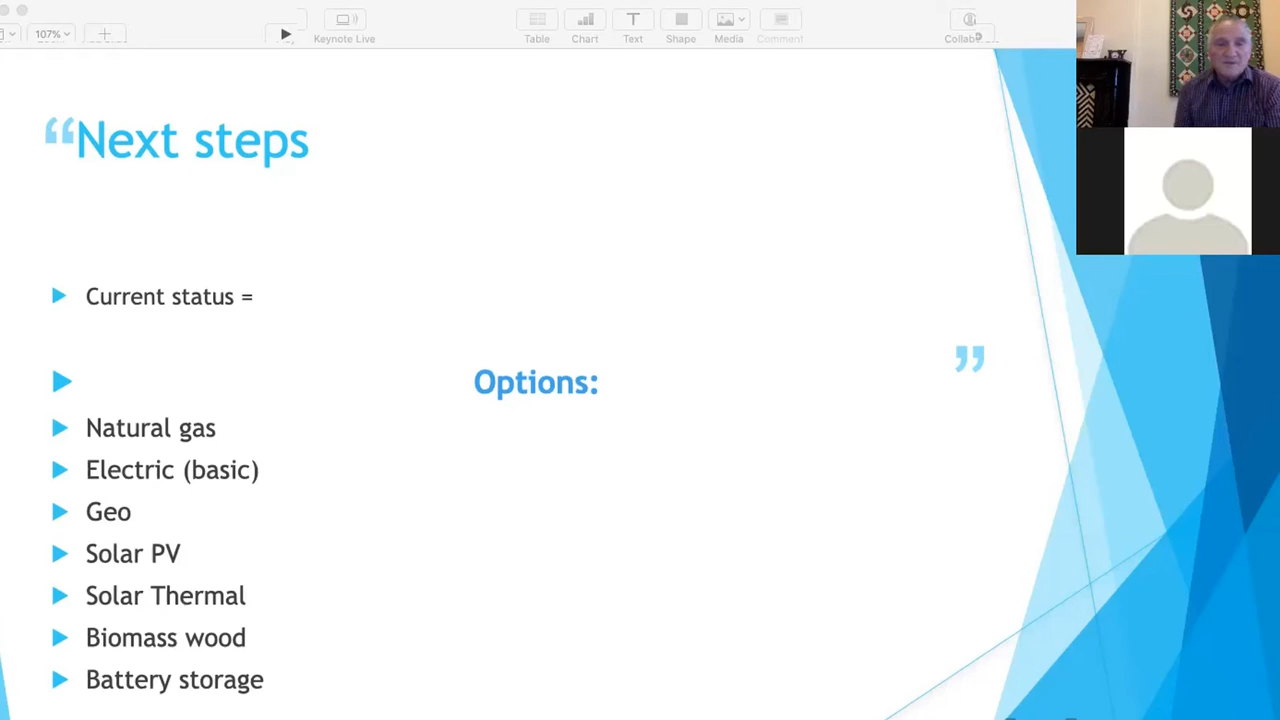 107%
Keynote Live
Table
Chart
Text
Shape
Media
Comment
“Next steps
Current status =
”
Options:
Natural gas
Electric (basic)
Geo
Solar PV
Solar Thermal
Biomass wood
Battery storage